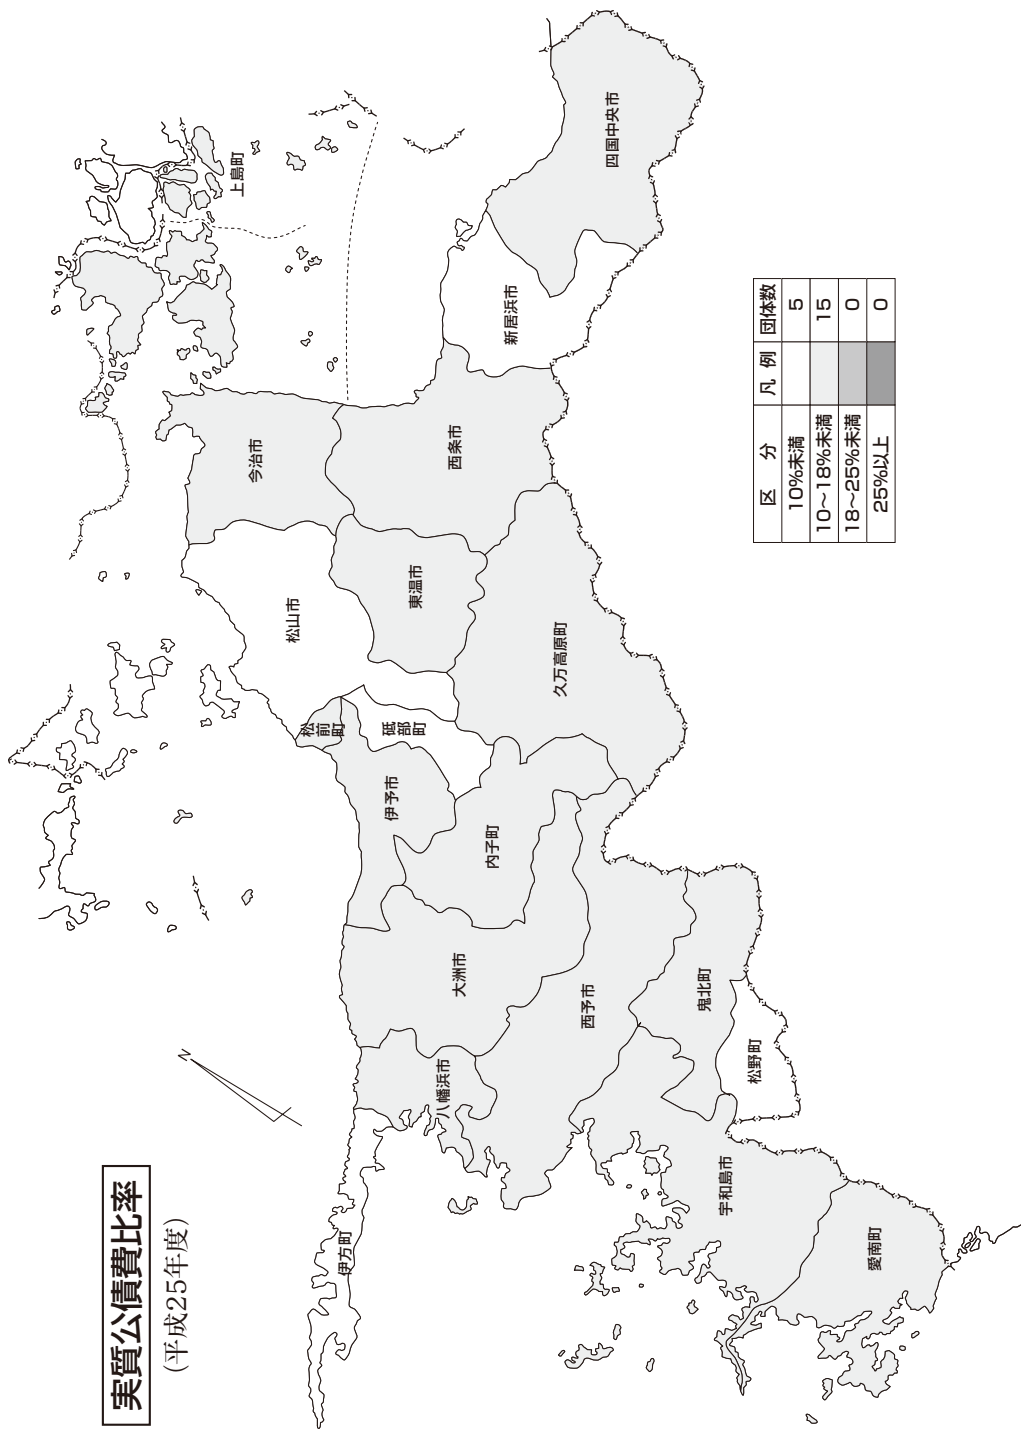 実質公債費比率
(平成25年度)
N
上島町
四国中央市
新居浜市
西条市
今治市
東温市
松山市
久万高原町
松前町
砥部町
伊予市
内子町
大洲市
西予市
八幡浜市
伊方町
鬼北町
松野町
宇和島市
愛南町
区 分 凡 例 団体数
10%未満 5
10~18%未満 15
18~25%未満 0
25%以上 0